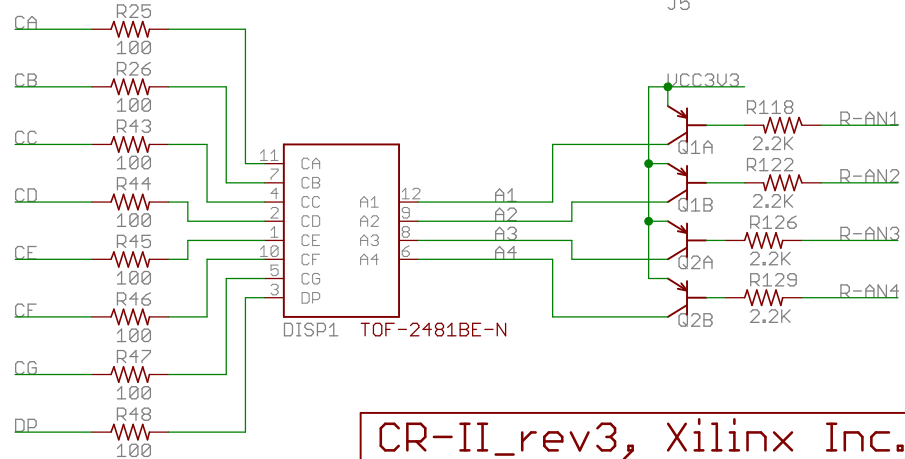 J5
CA
R25
100
CB
R26
100
CC
R43
100
CD
R44
100
CE
R45
100
CF
R46
100
CG
R47
100
DP
R48
100
11 CA
7 CB
4 CC
2 CD
1 CE
10 CF
5 CG
3 DP
A1 12 A1
A2 9 A2
A3 8 A3
A4 6 A4
DISP1 TOF-2481BE-N
VCC3V3
Q1A
R118
2.2K
R-AN1
Q1B
R122
2.2K
R-AN2
Q2A
R126
2.2K
R-AN3
Q2B
R129
2.2K
R-AN4
CR-II_rev3, Xilinx Inc.